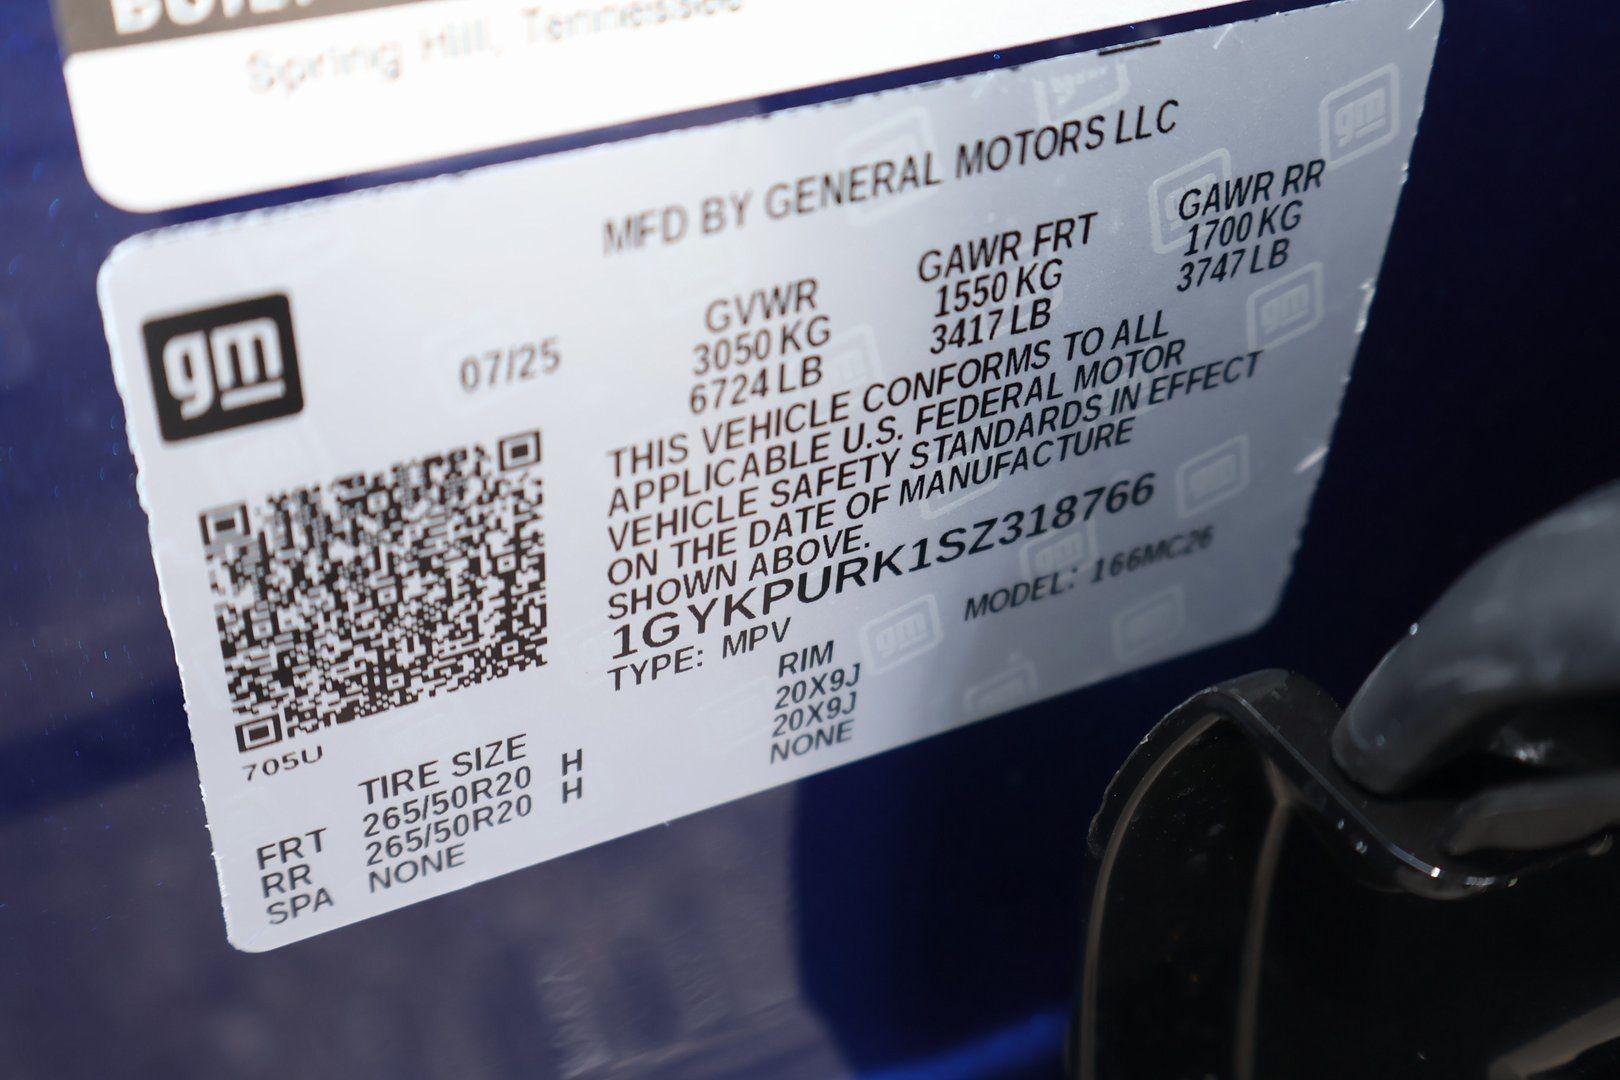 Spring Hill, Tennessee
MFD BY GENERAL MOTORS LLC
gm
07/25
GVWR
3050 KG
6724 LB
GAWR FRT
1550 KG
3417 LB
GAWR RR
1700 KG
3747 LB
THIS VEHICLE CONFORMS TO ALL
APPLICABLE U.S. FEDERAL MOTOR
VEHICLE SAFETY STANDARDS IN EFFECT
ON THE DATE OF MANUFACTURE
SHOWN ABOVE.
1GYKPURK1SZ318766
TYPE: MPV
MODEL: 166MC26
705U
TIRE SIZE RIM
FRT 265/50R20 H 20X9J
RR 265/50R20 H 20X9J
SPA NONE NONE